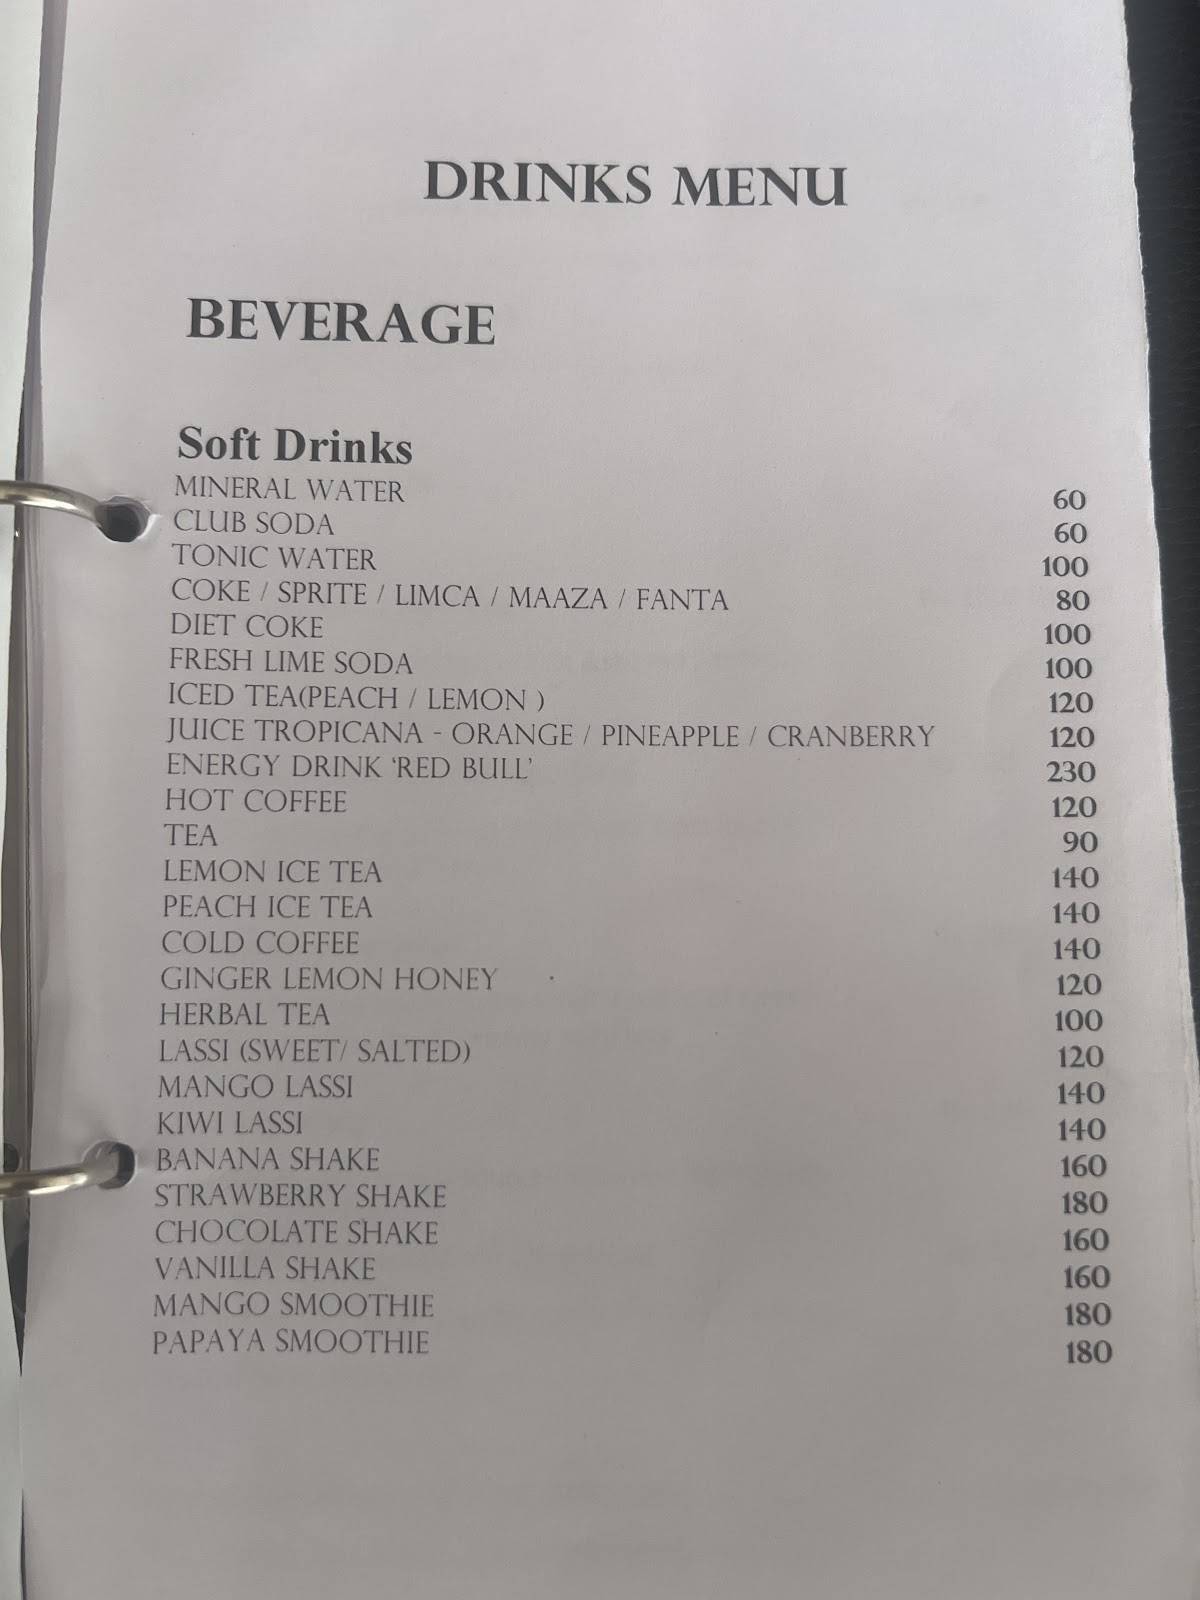 DRINKS MENU
BEVERAGE
Soft Drinks
MINERAL WATER 60
CLUB SODA 60
TONIC WATER 100
COKE / SPRITE / LIMCA / MAAZA / FANTA 80
DIET COKE 100
FRESH LIME SODA 100
ICED TEA(PEACH / LEMON ) 120
JUICE TROPICANA - ORANGE / PINEAPPLE / CRANBERRY 120
ENERGY DRINK ‘RED BULL’ 230
HOT COFFEE 120
TEA 90
LEMON ICE TEA 140
PEACH ICE TEA 140
COLD COFFEE 140
GINGER LEMON HONEY 120
HERBAL TEA 100
LASSI (SWEET/ SALTED) 120
MANGO LASSI 140
KIWI LASSI 140
BANANA SHAKE 160
STRAWBERRY SHAKE 180
CHOCOLATE SHAKE 160
VANILLA SHAKE 160
MANGO SMOOTHIE 180
PAPAYA SMOOTHIE 180